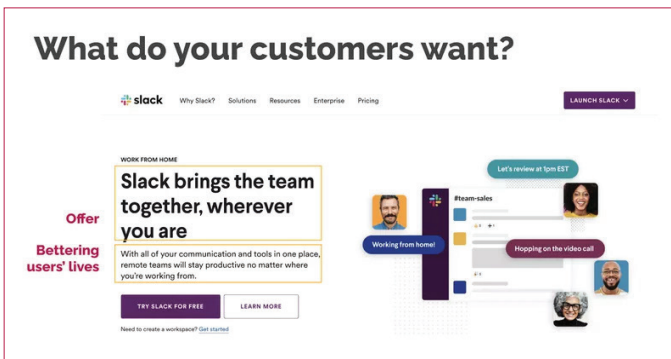 What do your customers want?
slack
Why Slack?
Solutions
Resources
Enterprise
Pricing
LAUNCH SLACK
WORK FROM HOME
Offer
Slack brings the team
together, wherever
you are
Bettering
users' lives
With all of your communication and tools in one place,
remote teams will stay productive no matter where
you're working from.
TRY SLACK FOR FREE
LEARN MORE
Need to create a workspace? Get started
Let's review at 1pm EST
#team-sales
Working from home!
Hopping on the video call